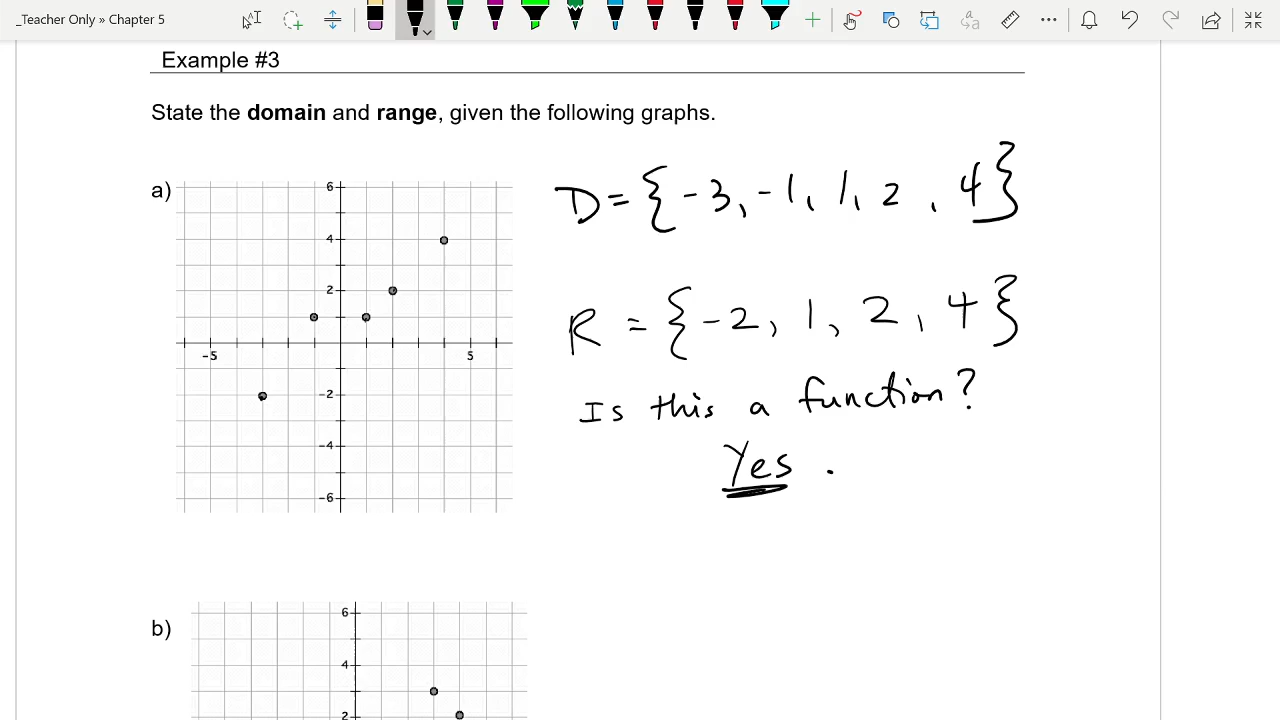 _Teacher Only » Chapter 5
Example #3
State the domain and range, given the following graphs.
a)
6
4
2
-5
5
-2
-4
-6
D = { -3, -1, 1, 2, 4}
R = { -2, 1, 2, 4 }
Is this a function?
Yes .
b)
6
4
2